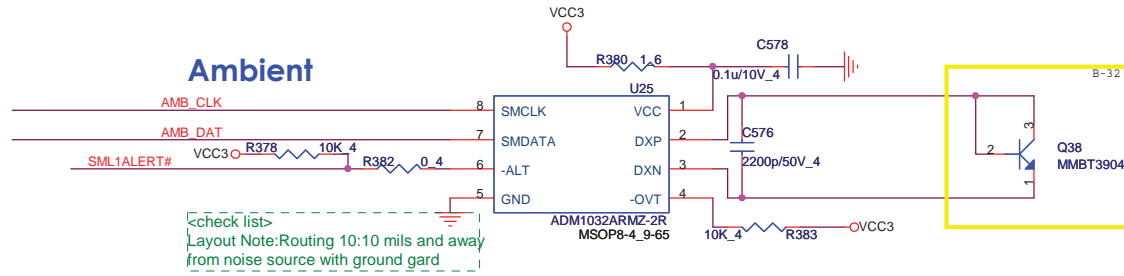 VCC3
R380 1_6
C578
0.1u/10V_4
Ambient
U25
B-32
AMB_CLK
8 SMCLK
VCC 1
AMB_DAT
7 SMDATA
DXP 2
C576
2200p/50V_4
3
2
Q38
MMBT3904
1
VCC3
R378 10K_4
SML1ALERT#
R382 0_4
6 -ALT
DXN 3
5 GND
-OVT 4
ADM1032ARMZ-2R
MSOP8-4_9-65
10K_4 R383
VCC3
<check list>
Layout Note:Routing 10:10 mils and away
from noise source with ground gard